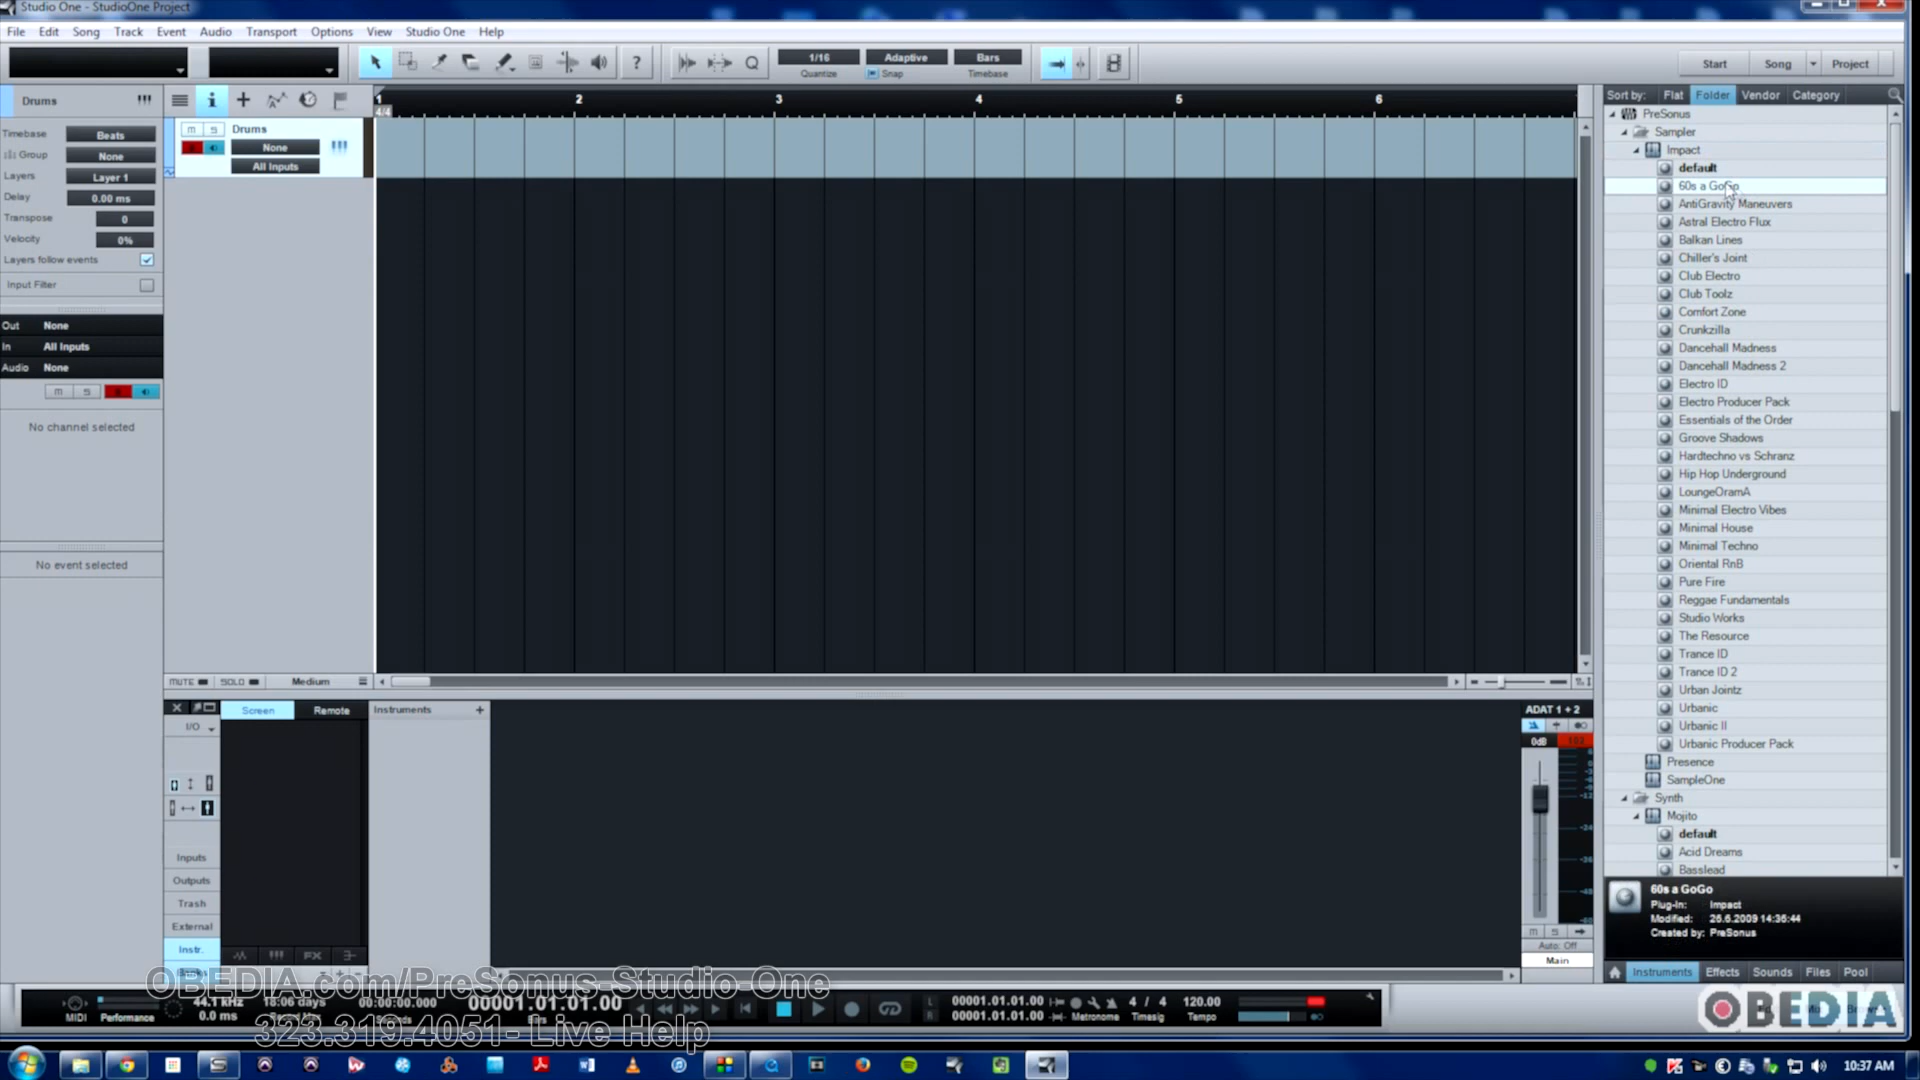 Studio One - StudioOne Project
File Edit Song Track Event Audio Transport Options View Studio One Help
1/16 Adaptive Bars
Quantize Snap Timebase
Start Song Project
Drums
1 2 3 4 5 6
4/4
Sort by: Flat Folder Vendor Category
Timebase Beats
Group None
Layers Layer 1
Delay 0.00 ms
Transpose 0
Velocity 0%
Layers follow events
Input Filter
Out None
In All Inputs
Audio None
M S
No channel selected
No event selected
M S Drums
None
All Inputs
PreSonus
Sampler
Impact
default
60s a GoGo
AntiGravity Maneuvers
Astral Electro Flux
Balkan Lines
Chiller's Joint
Club Electro
Club Toolz
Comfort Zone
Crunkzilla
Dancehall Madness
Dancehall Madness 2
Electro ID
Electro Producer Pack
Essentials of the Order
Groove Shadows
Hardtechno vs Schranz
Hip Hop Underground
LoungeOramA
Minimal Electro Vibes
Minimal House
Minimal Techno
Oriental RnB
Pure Fire
Reggae Fundamentals
Studio Works
The Resource
Trance ID
Trance ID 2
Urban Jointz
Urbanic
Urbanic II
Urbanic Producer Pack
Presence
SampleOne
Synth
Mojito
default
Acid Dreams
Basslead
MUTE SOLO Medium
Screen Remote Instruments +
I/O
Inputs
Outputs
Trash
External
Instr.
FX
ADAT 1 + 2
0dB
M S
Auto: Off
Main
60s a GoGo
Plug-in: Impact
Modified: 25.6.2009 14:36:44
Created by: PreSonus
Instruments Effects Sounds Files Pool
OBEDIA.com/PreSonus-Studio-One
323.319.4051- Live Help
MIDI Performance
44.1 kHz
0.0 ms
18:06 days
00:00:00.000
00001.01.01.00
L 00001.01.01.00
R 00001.01.01.00
Metronome
4 / 4
Timesig
120.00
Tempo
OBEDIA
10:37 AM